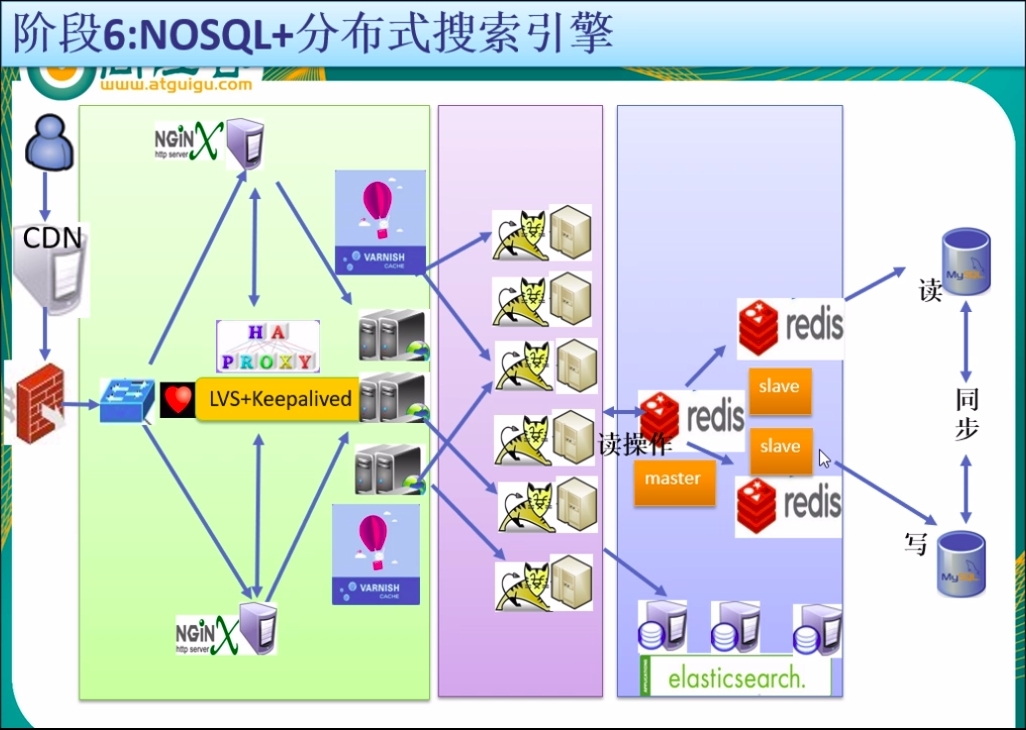 阶段6:NOSQL+分布式搜索引擎
www.atguigu.com
CDN
NGiNX
http server
VARNISH
CACHE
HA
PROXY
LVS+Keepalived
NGiNX
http server
VARNISH
CACHE
读操作
redis
redis
redis
slave
slave
master
elasticsearch.
读
MySQL
同步
写
MySQL